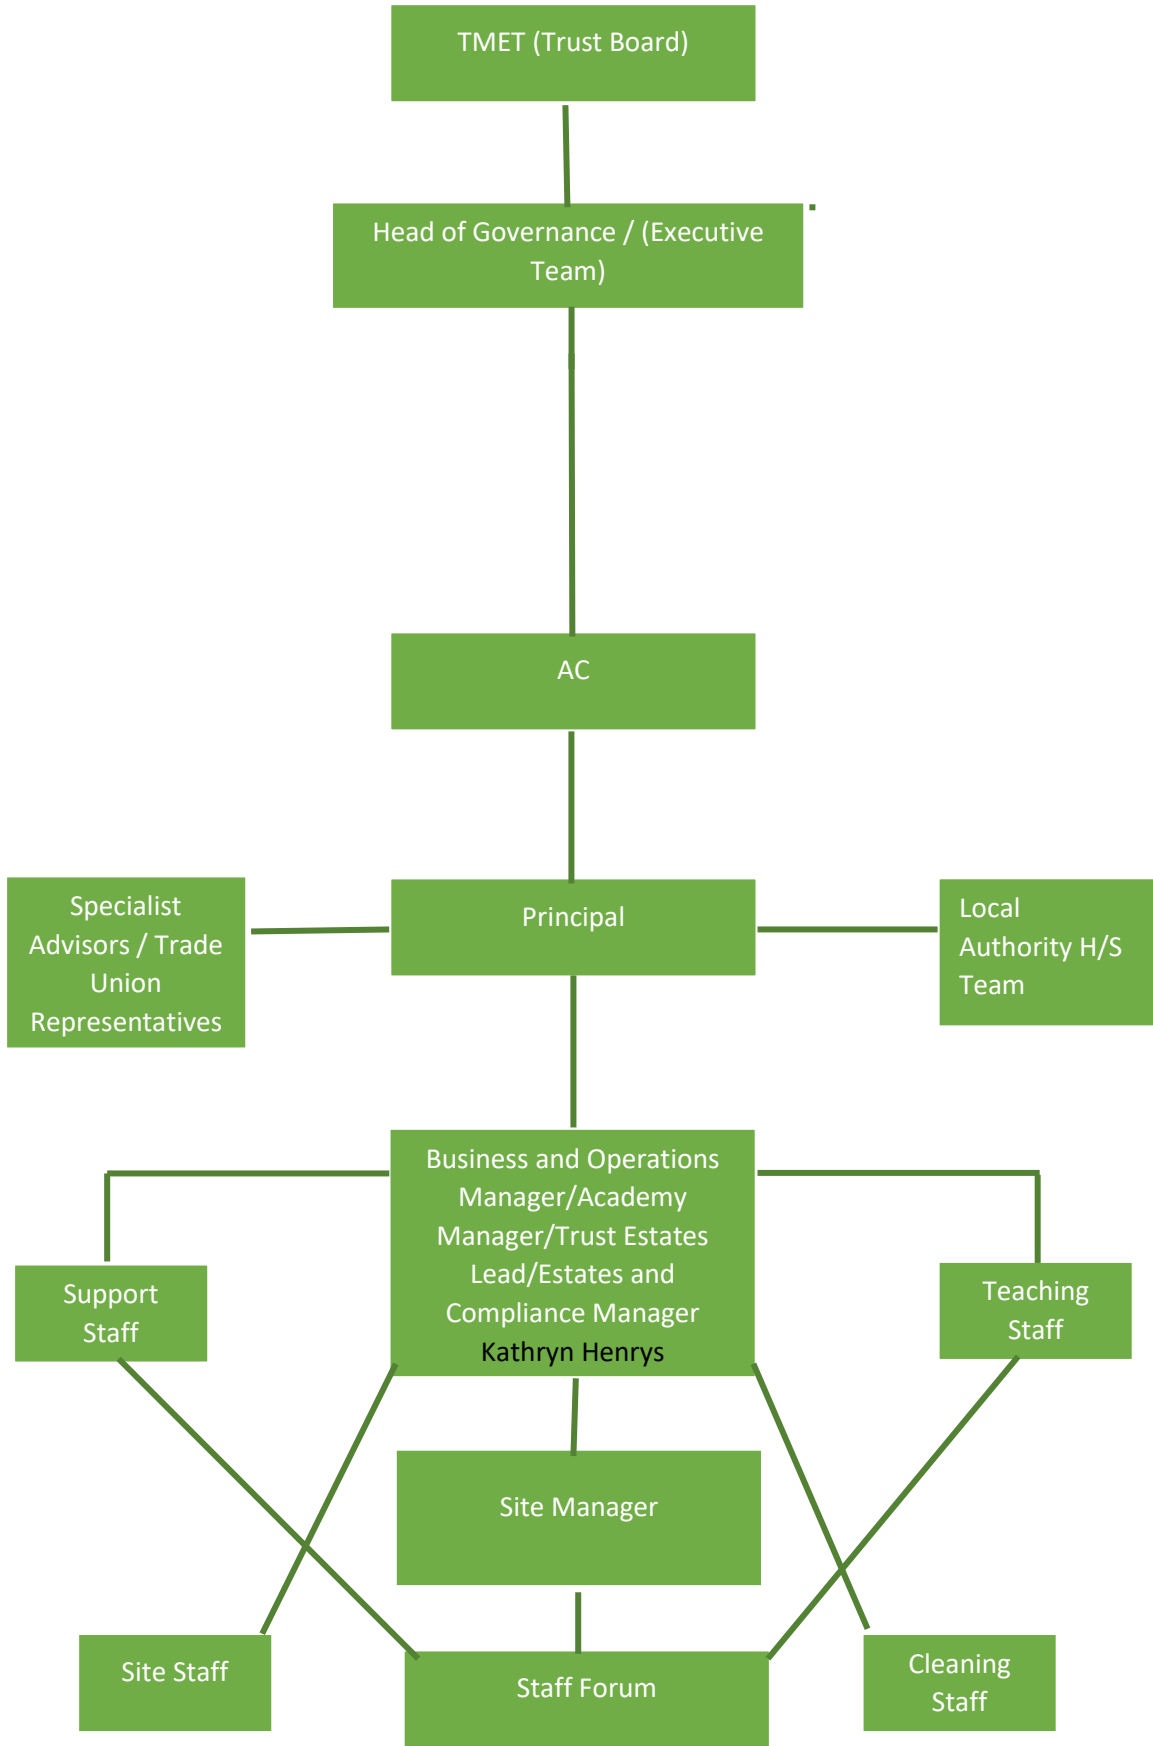 TMET (Trust Board)
Head of Governance / (Executive
Team)
AC
Specialist
Advisors / Trade
Union
Representatives
Principal
Local
Authority H/S
Team
Business and Operations
Manager/Academy
Manager/Trust Estates
Lead/Estates and
Compliance Manager
Kathryn Henrys
Support
Staff
Teaching
Staff
Site Manager
Site Staff
Staff Forum
Cleaning
Staff